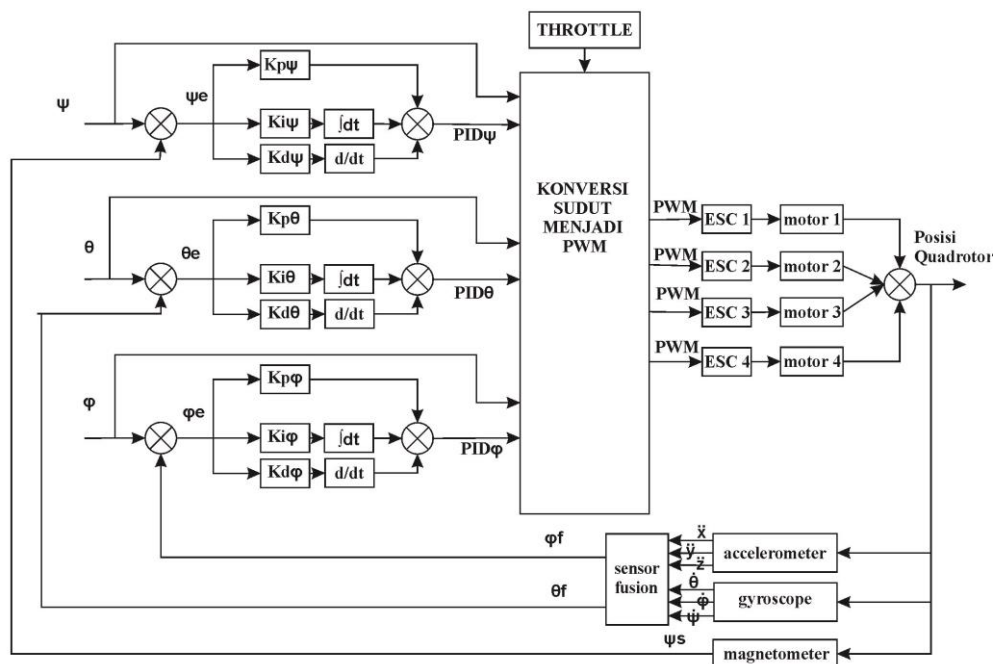 THROTTLE
Kpψ
ψ
ψe
Kiψ
∫dt
PIDψ
Kdψ
d/dt
KONVERSI
SUDUT
MENJADI
PWM
Kpθ
θ
θe
Kiθ
∫dt
PIDθ
Kdθ
d/dt
PWM
ESC 1
motor 1
Posisi
Quadrotor
PWM
ESC 2
motor 2
PWM
ESC 3
motor 3
PWM
ESC 4
motor 4
Kpφ
φ
φe
Kiφ
∫dt
PIDφ
Kdφ
d/dt
φf
θf
sensor
fusion
ẍ
ÿ
z̈
accelerometer
θ̇
φ̇
ψ̇
gyroscope
ψs
magnetometer